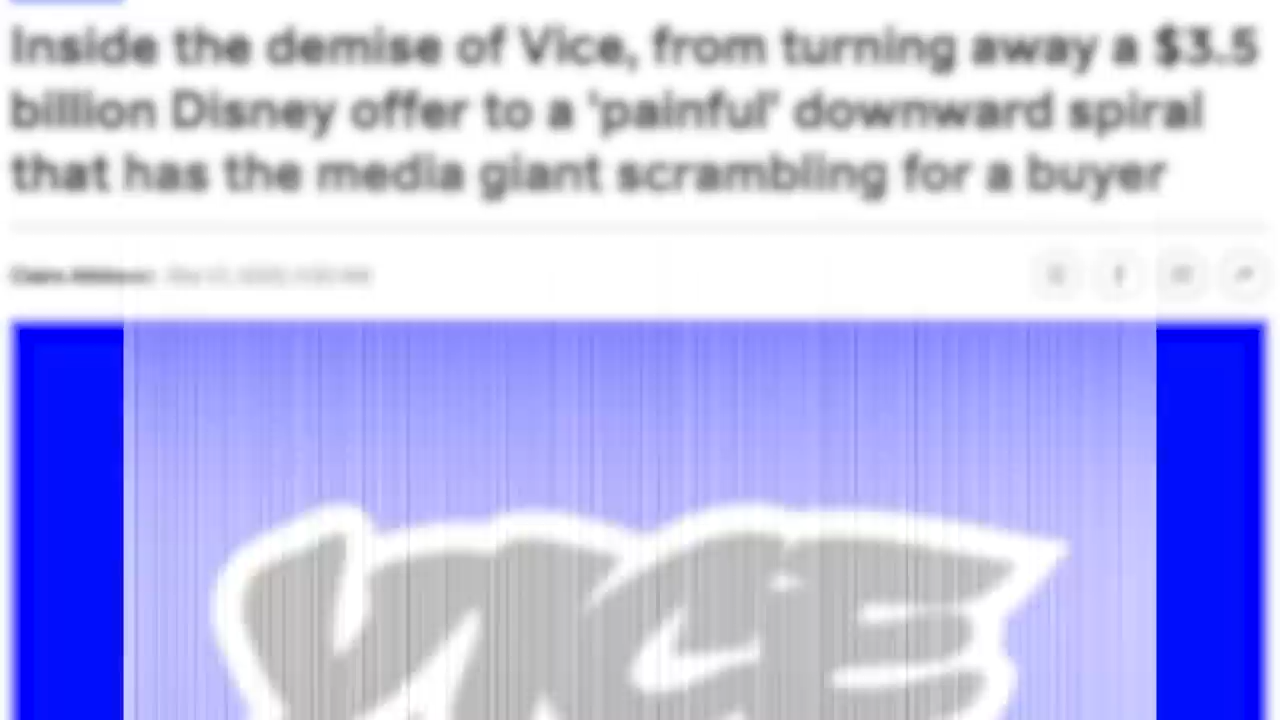 Inside the demise of Vice, from turning away a $3.5
billion Disney offer to a 'painful' downward spiral
that has the media giant scrambling for a buyer
VICE